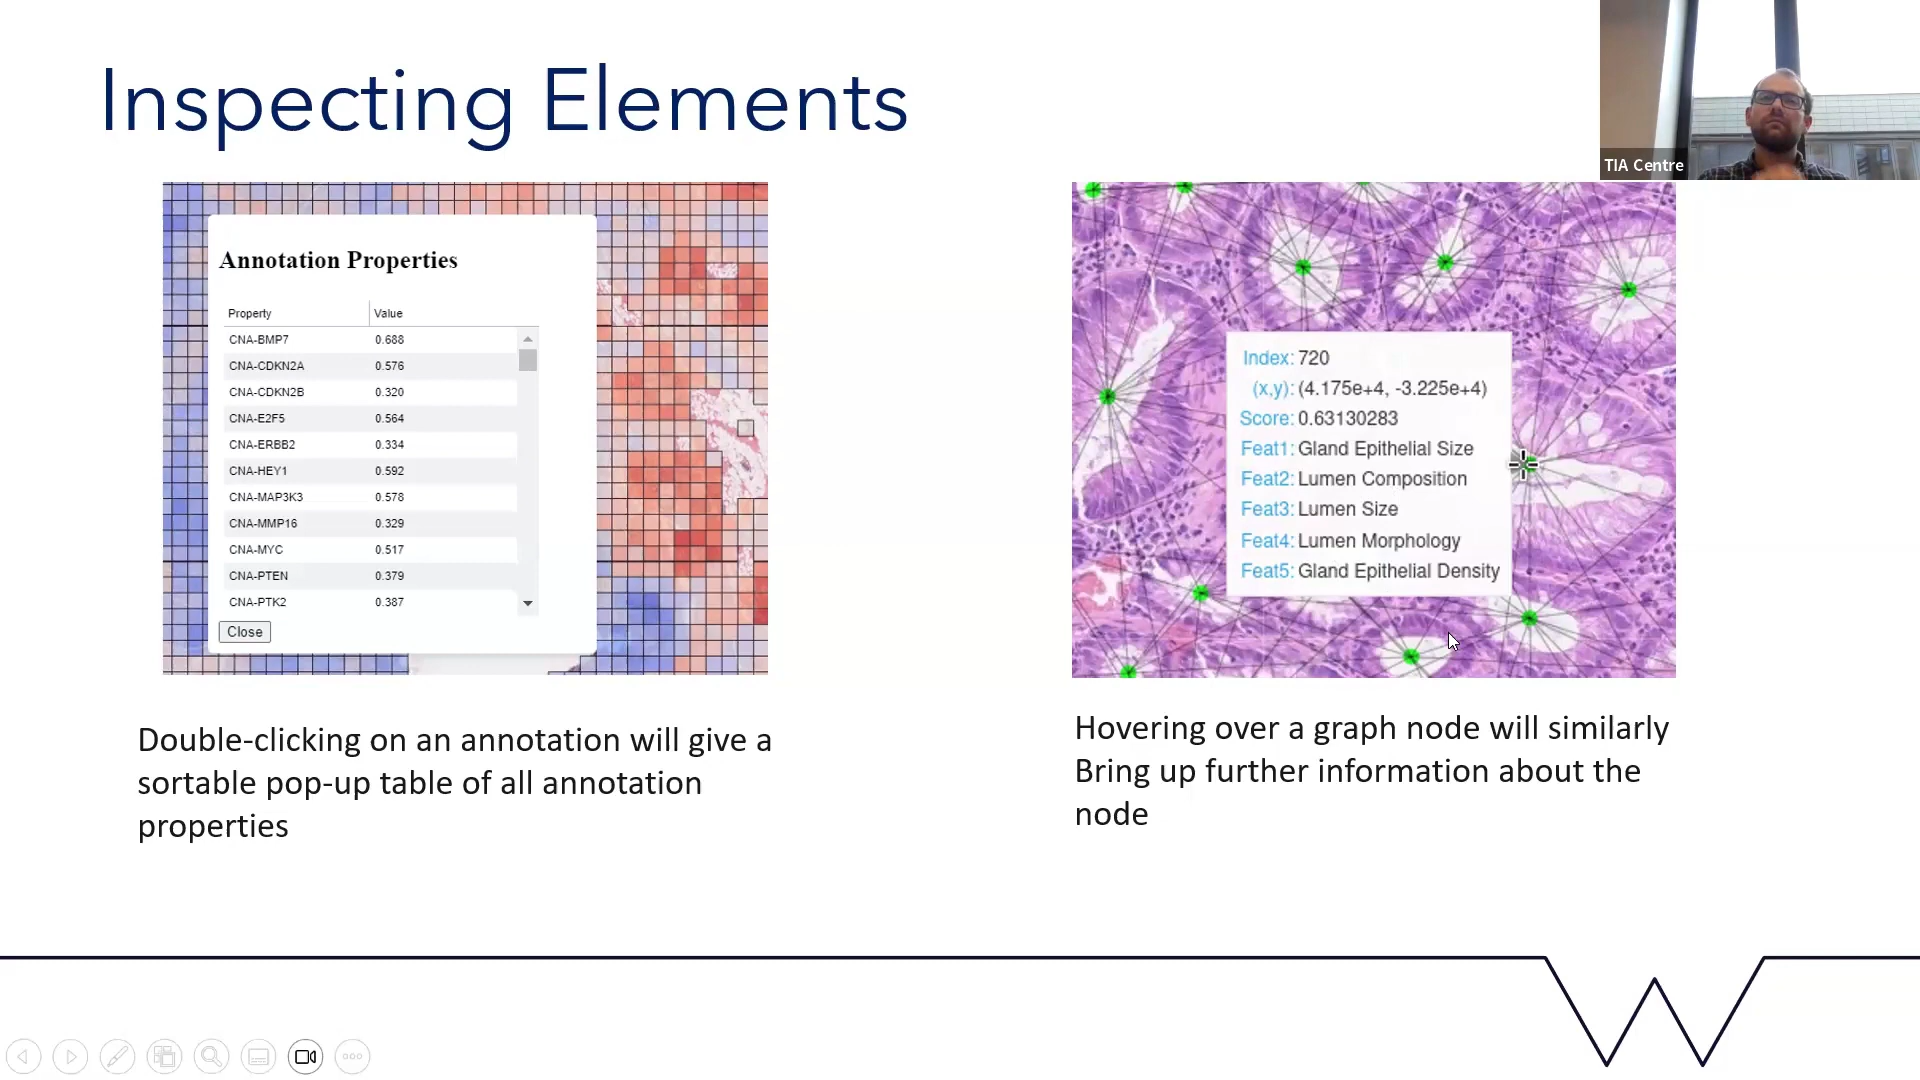 Inspecting Elements
TIA Centre
Annotation Properties
Property Value
CNA-BMP7 0.688
CNA-CDKN2A 0.576
CNA-CDKN2B 0.320
CNA-E2F5 0.564
CNA-ERBB2 0.334
CNA-HEY1 0.592
CNA-MAP3K3 0.578
CNA-MMP16 0.329
CNA-MYC 0.517
CNA-PTEN 0.379
CNA-PTK2 0.387
Close
Double-clicking on an annotation will give a
sortable pop-up table of all annotation
properties
Index: 720
(x,y): (4.175e+4, -3.225e+4)
Score: 0.63130283
Feat1: Gland Epithelial Size
Feat2: Lumen Composition
Feat3: Lumen Size
Feat4: Lumen Morphology
Feat5: Gland Epithelial Density
Hovering over a graph node will similarly
Bring up further information about the
node